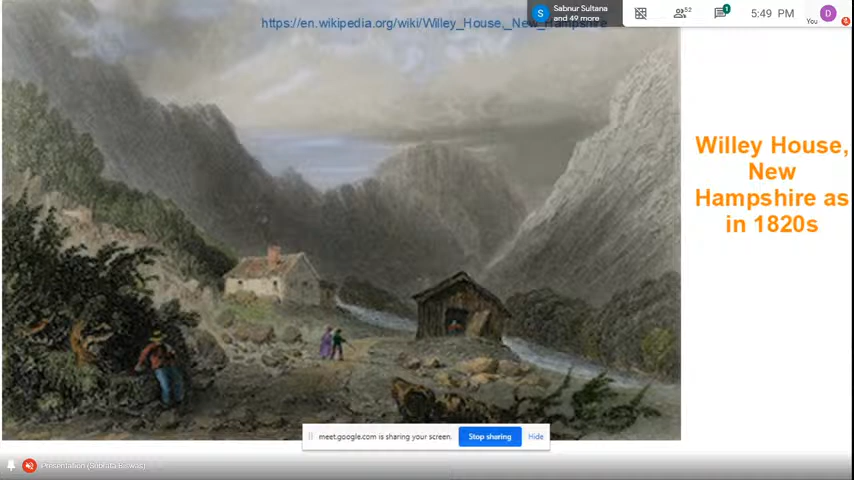 https://en.wikipedia.org/wiki/Willey_House,_New_Hampshire
Sabnur Sultana
and 49 more
52
1
5:49 PM
You
D
S
Willey House,
New
Hampshire as
in 1820s
meet.google.com is sharing your screen.
Stop sharing
Hide
Presentation (Subrata Biswas)